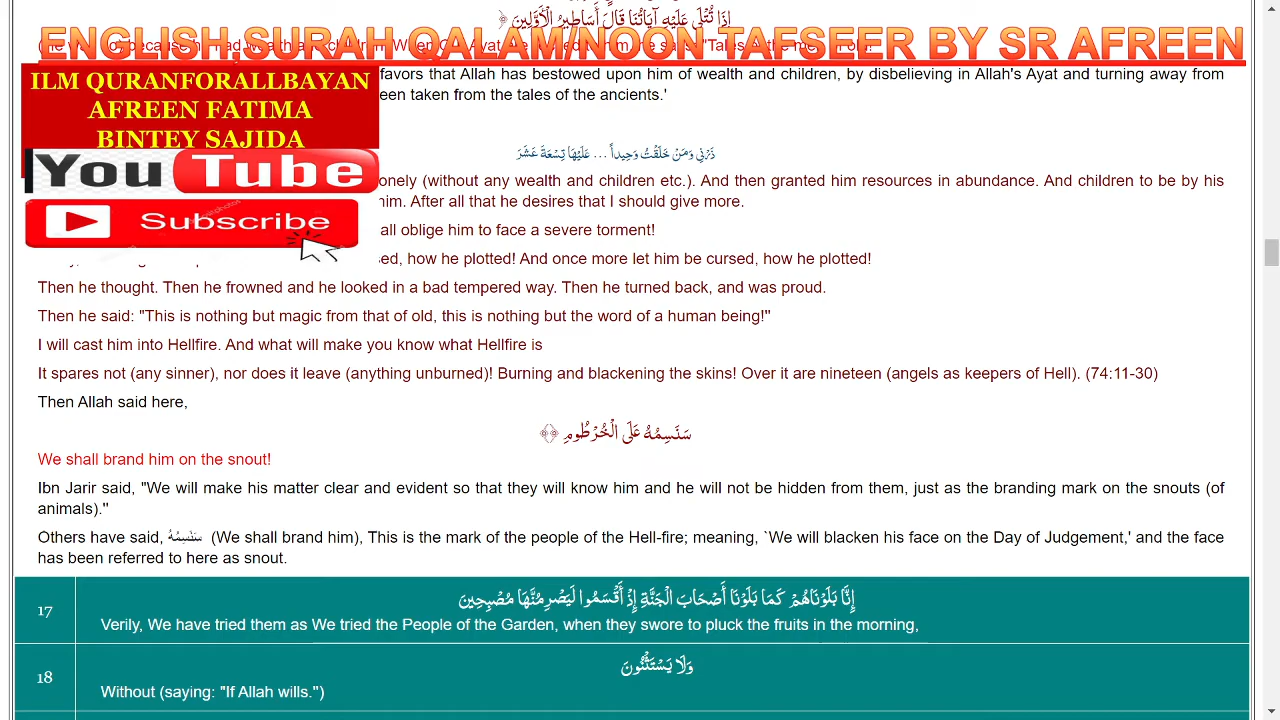 إِذَا تُتْلَى عَلَيْهِ آيَاتُنَا قَالَ أَسَاطِيرُ الْأَوَّلِينَ
ENGLISH,SURAH QALAM/NOON TAFSEER BY SR AFREEN
ILM QURANFORALLBAYAN
AFREEN FATIMA
BINTEY SAJIDA
YouTube
Subscribe
favors that Allah has bestowed upon him of wealth and children, by disbelieving in Allah's Ayat and turning away from
een taken from the tales of the ancients.'
ذَرْنِي وَمَنْ خَلَقْتُ وَحِيداً ... عَلَيْهَا تِسْعَةَ عَشَرَ
onely (without any wealth and children etc.). And then granted him resources in abundance. And children to be by his
him. After all that he desires that I should give more.
all oblige him to face a severe torment!
sed, how he plotted! And once more let him be cursed, how he plotted!
Then he thought. Then he frowned and he looked in a bad tempered way. Then he turned back, and was proud.
Then he said: "This is nothing but magic from that of old, this is nothing but the word of a human being!"
I will cast him into Hellfire. And what will make you know what Hellfire is
It spares not (any sinner), nor does it leave (anything unburned)! Burning and blackening the skins! Over it are nineteen (angels as keepers of Hell). (74:11-30)
Then Allah said here,
سَنَسِمُهُ عَلَى الْخُرْطُومِ
We shall brand him on the snout!
Ibn Jarir said, "We will make his matter clear and evident so that they will know him and he will not be hidden from them, just as the branding mark on the snouts (of
animals)."
Others have said, سَنَسِمُهُ (We shall brand him), This is the mark of the people of the Hell-fire; meaning, `We will blacken his face on the Day of Judgement,' and the face
has been referred to here as snout.
17
إِنَّا بَلَوْنَاهُمْ كَمَا بَلَوْنَا أَصْحَابَ الْجَنَّةِ إِذْ أَقْسَمُوا لَيَصْرِمُنَّهَا مُصْبِحِينَ
Verily, We have tried them as We tried the People of the Garden, when they swore to pluck the fruits in the morning,
18
وَلَا يَسْتَثْنُونَ
Without (saying: "If Allah wills.")